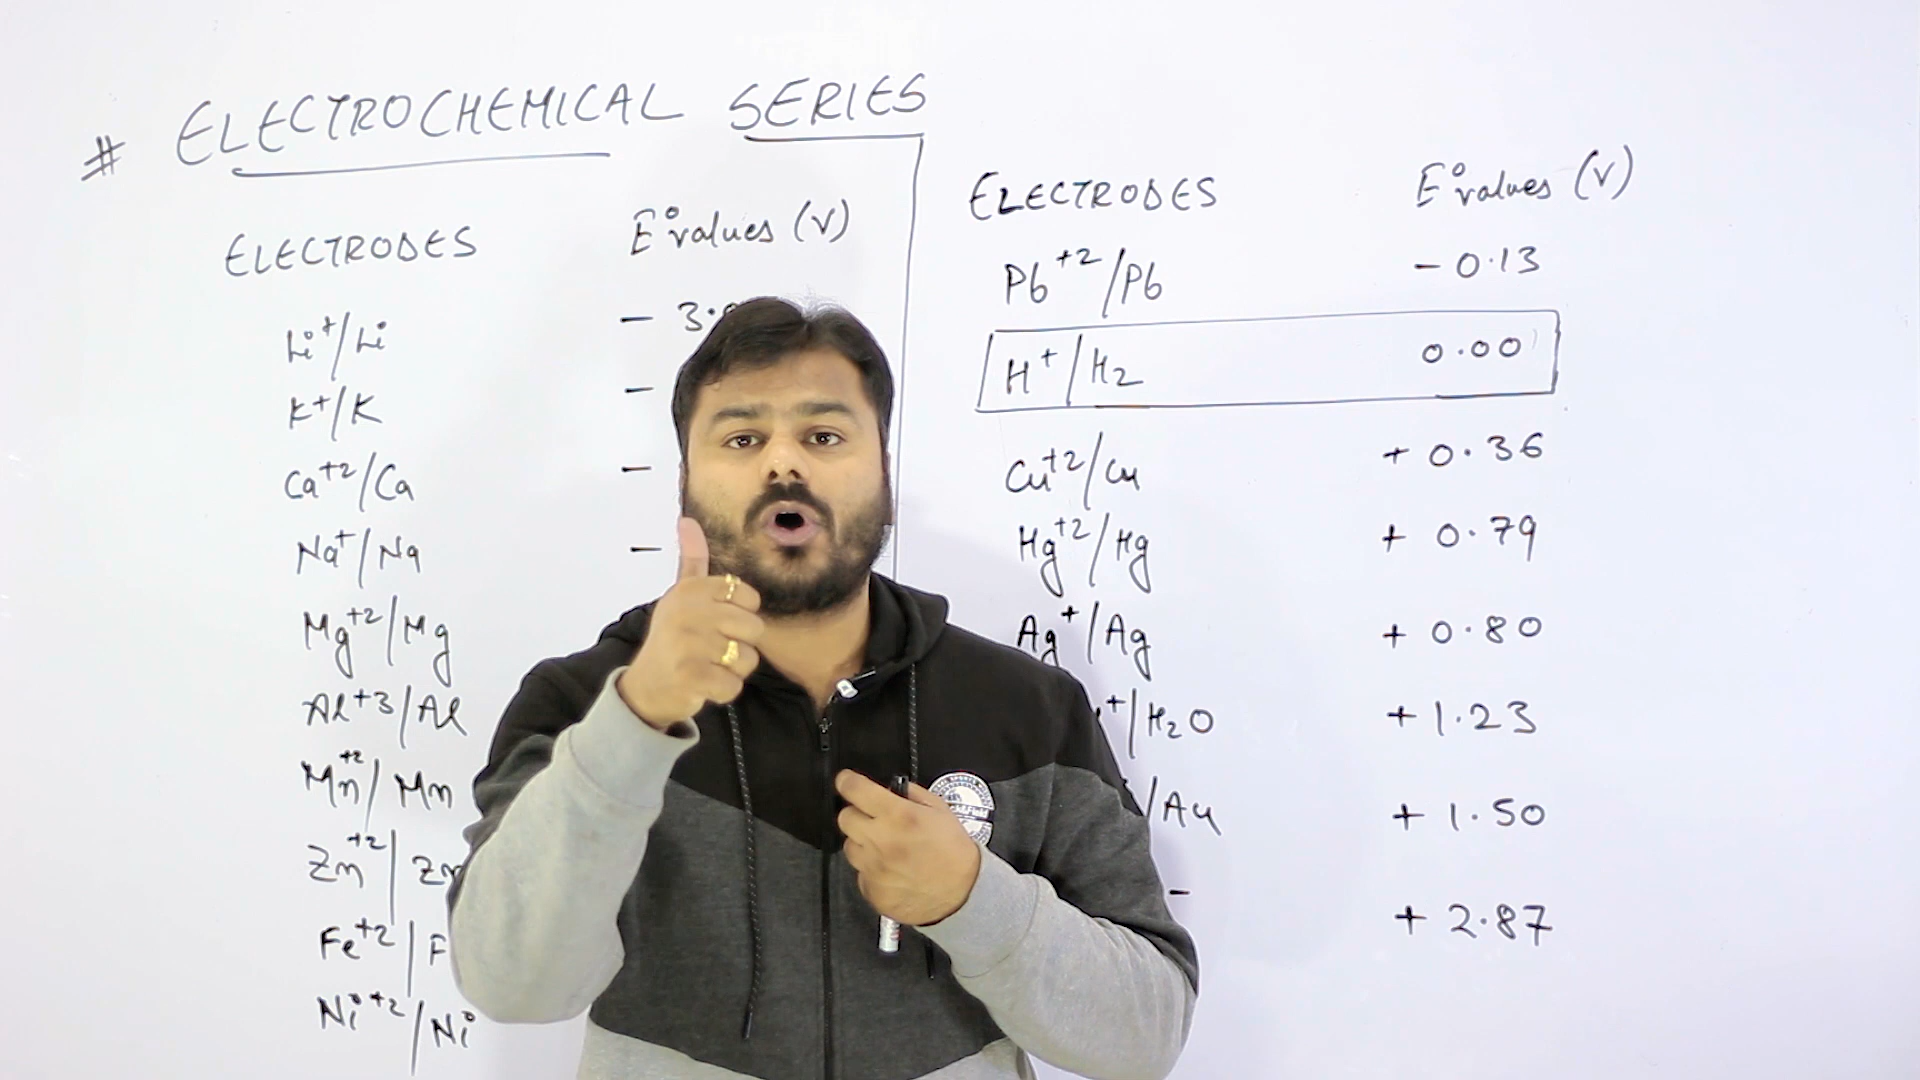 # ELECTROCHEMICAL SERIES
ELECTRODES E° values (V)
Li+/Li - 3.
K+/K -
Ca+2/Ca -
Na+/Na -
Mg+2/Mg
Al+3/Al
Mn+2/Mn
Zn+2/Zn
Fe+2/F
Ni+2/Ni
ELECTRODES E° values (V)
Pb+2/Pb - 0.13
H+/H2 0.00
Cu+2/Cu + 0.36
Hg+2/Hg + 0.79
Ag+/Ag + 0.80
+/H2O + 1.23
/Au + 1.50
- + 2.87